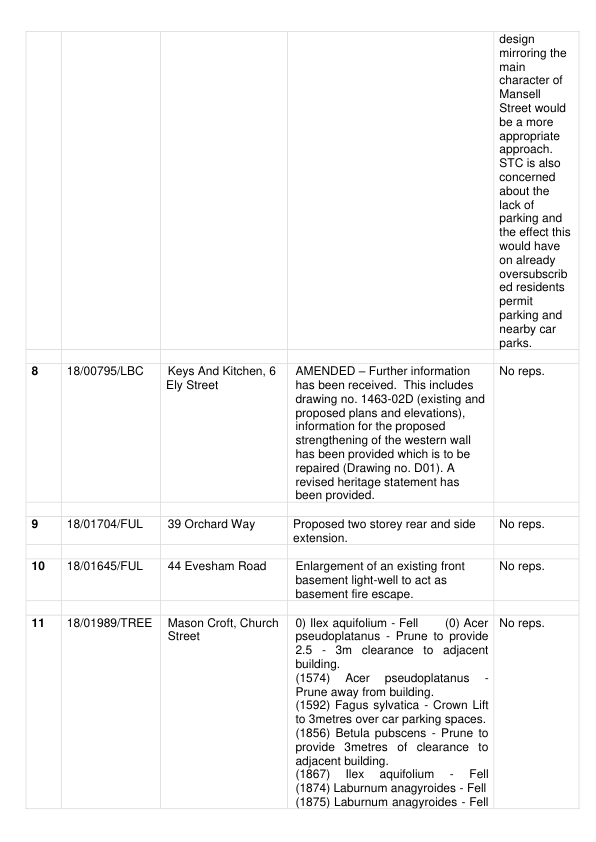 design
mirroring the
main
character of
Mansell
Street would
be a more
appropriate
approach.
STC is also
concerned
about the
lack of
parking and
the effect this
would have
on already
oversubscrib
ed residents
permit
parking and
nearby car
parks.
8
18/00795/LBC
Keys And Kitchen, 6
Ely Street
AMENDED – Further information
has been received.  This includes
drawing no. 1463-02D (existing and
proposed plans and elevations),
information for the proposed
strengthening of the western wall
has been provided which is to be
repaired (Drawing no. D01). A
revised heritage statement has
been provided.
No reps.
9
18/01704/FUL
39 Orchard Way
Proposed two storey rear and side
extension.
No reps.
10
18/01645/FUL
44 Evesham Road
Enlargement of an existing front
basement light-well to act as
basement fire escape.
No reps.
11
18/01989/TREE
Mason Croft, Church
Street
0) Ilex aquifolium - Fell (0) Acer
pseudoplatanus - Prune to provide
2.5 - 3m clearance to adjacent
building.
(1574) Acer pseudoplatanus -
Prune away from building.
(1592) Fagus sylvatica - Crown Lift
to 3metres over car parking spaces.
(1856) Betula pubscens - Prune to
provide 3metres of clearance to
adjacent building.
(1867) Ilex aquifolium - Fell
(1874) Laburnum anagyroides - Fell
(1875) Laburnum anagyroides - Fell
No reps.